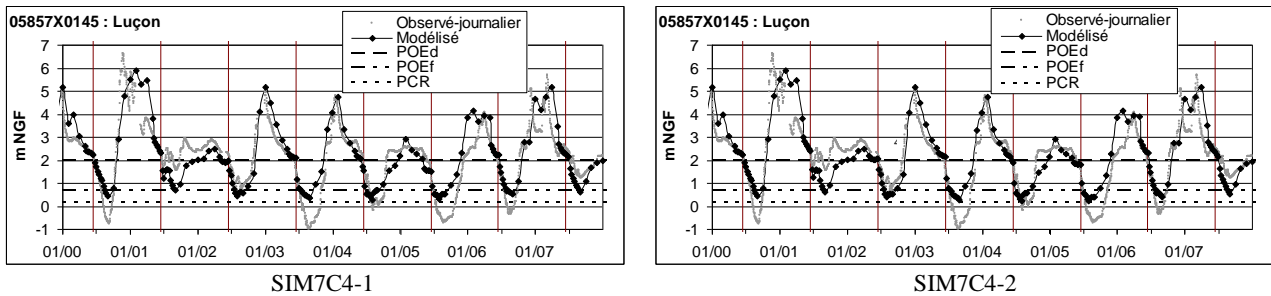 05857X0145 : Luçon
Observé-journalier
Modélisé
POEd
POEf
PCR
m NGF
7
6
5
4
3
2
1
0
-1
01/00 01/01 01/02 01/03 01/04 01/05 01/06 01/07
SIM7C4-1
05857X0145 : Luçon
Observé-journalier
Modélisé
POEd
POEf
PCR
m NGF
7
6
5
4
3
2
1
0
-1
01/00 01/01 01/02 01/03 01/04 01/05 01/06 01/07
SIM7C4-2